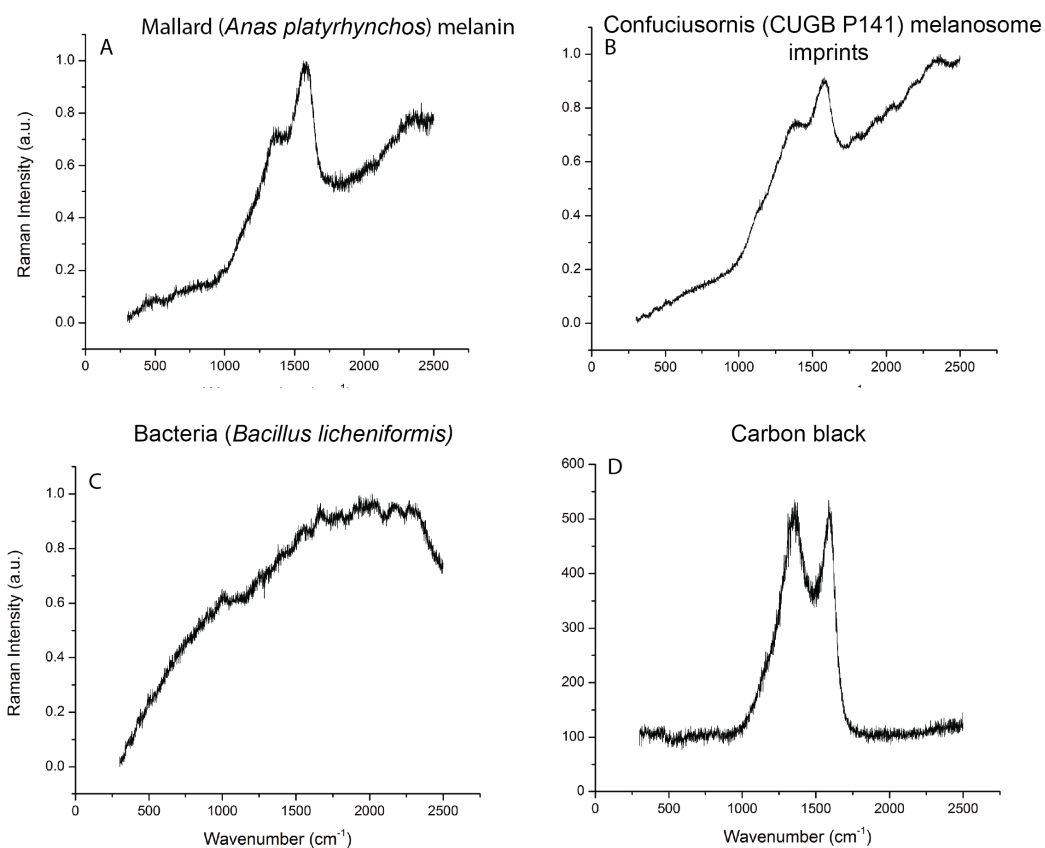 Mallard (Anas platyrhynchos) melanin
A
1.0
0.8
0.6
0.4
0.2
0.0
Raman Intensity (a.u.)
0 500 1000 1500 2000 2500
Confuciusornis (CUGB P141) melanosome
imprints
B
1.0
0.8
0.6
0.4
0.2
0.0
0 500 1000 1500 2000 2500
Bacteria (Bacillus licheniformis)
C
1.0
0.8
0.6
0.4
0.2
0.0
Raman Intensity (a.u.)
0 500 1000 1500 2000 2500
Wavenumber (cm⁻¹)
Carbon black
D
600
500
400
300
200
100
0
0 500 1000 1500 2000 2500
Wavenumber (cm⁻¹)